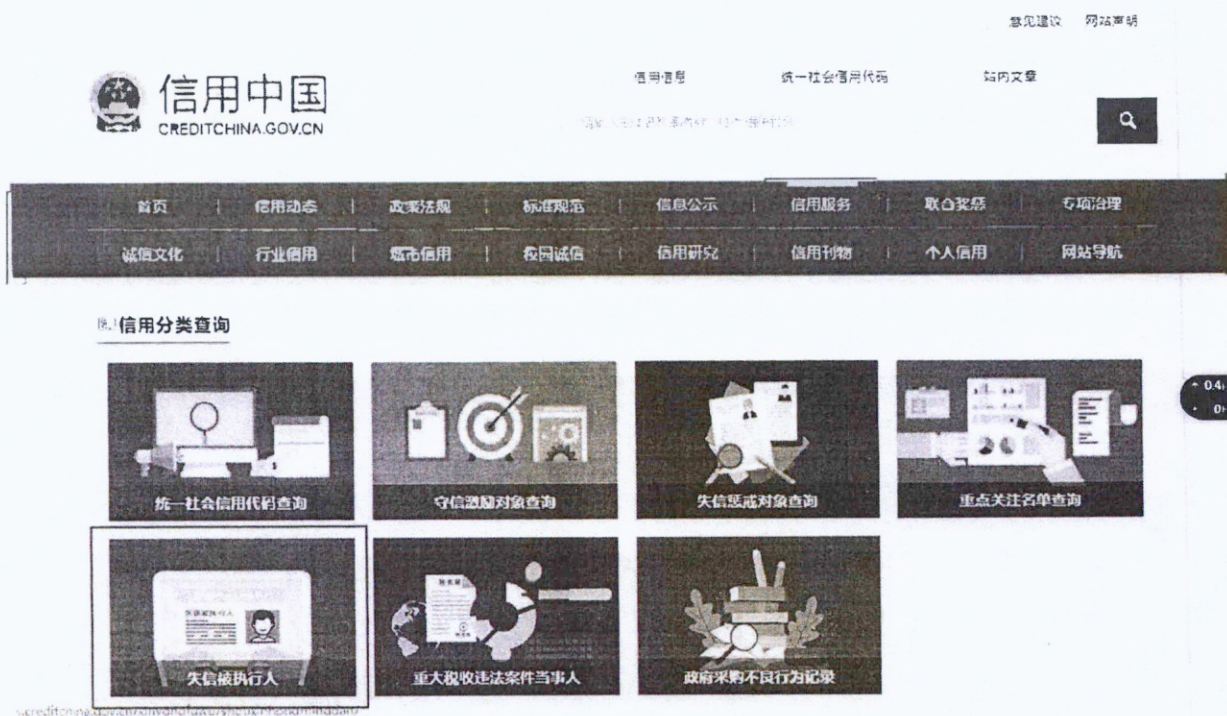 意见建议 网站声明
信用信息 统一社会信用代码 站内文章
信用中国
CREDITCHINA.GOV.CN
首页 信用动态 政策法规 标准规范 信息公示 信用服务 联合奖惩 专项治理
诚信文化 行业信用 城市信用 校园诚信 信用研究 信用刊物 个人信用 网站导航
信用分类查询
统一社会信用代码查询 守信激励对象查询 失信惩戒对象查询 重点关注名单查询
失信被执行人
失信被执行人 重大税收违法案件当事人 政府采购不良行为记录